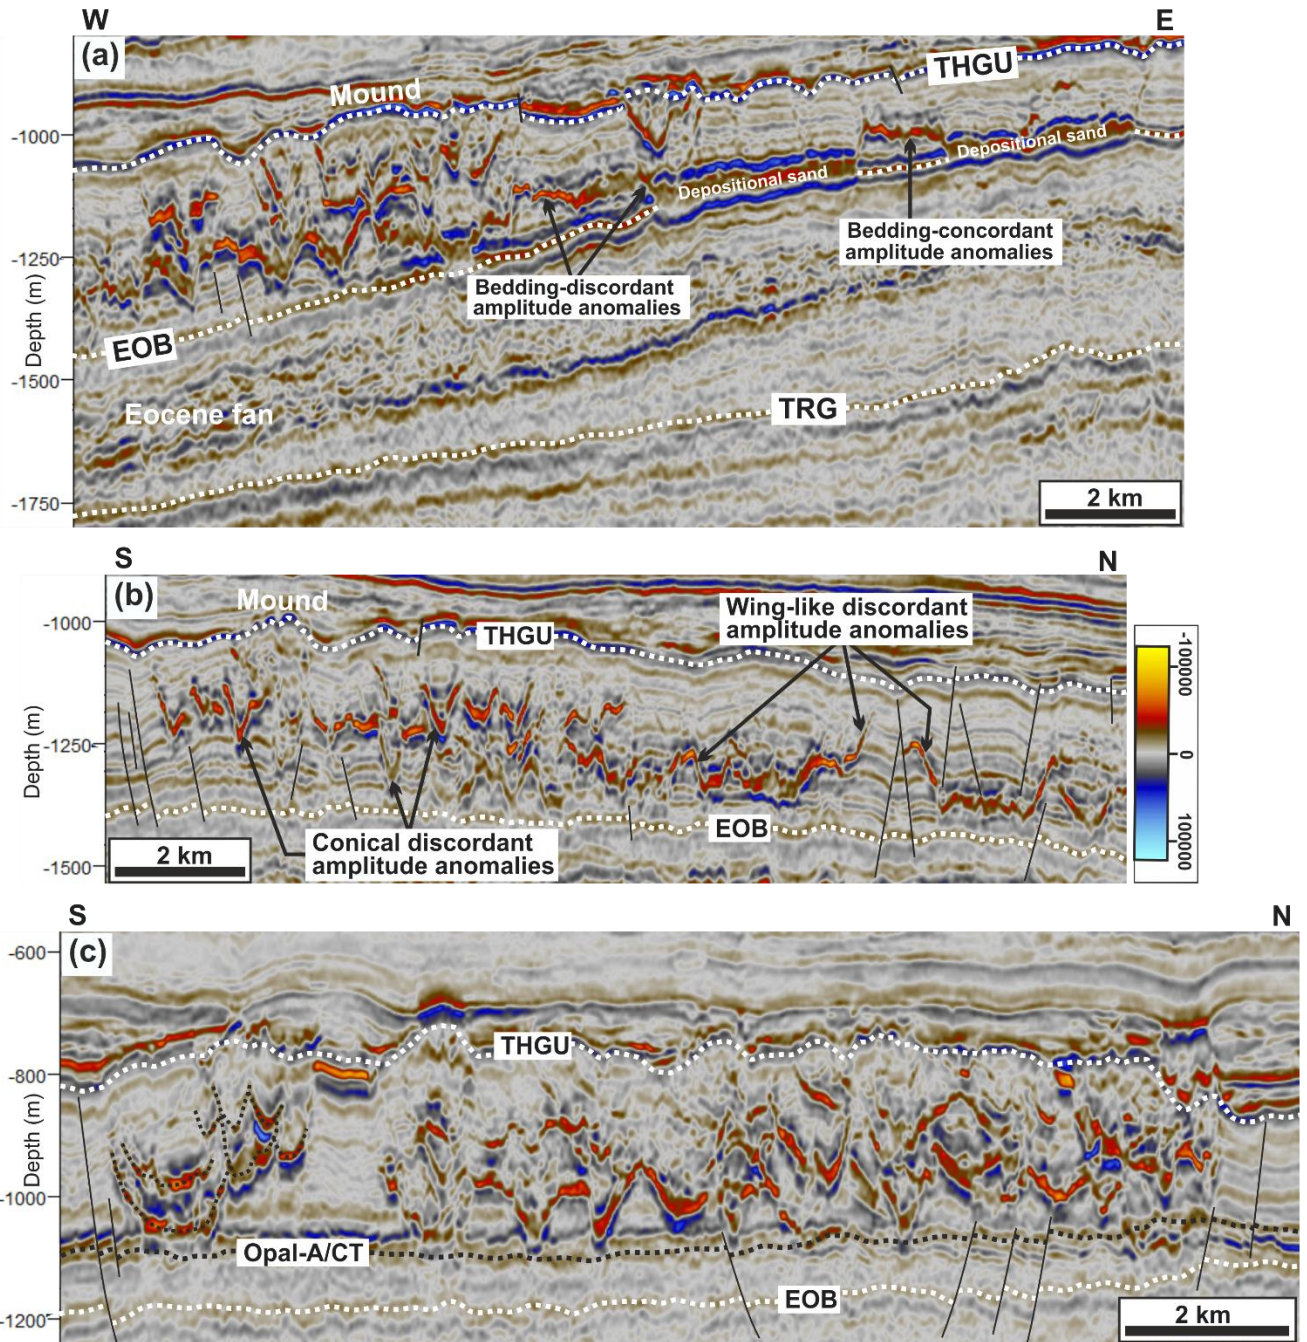 W
E
(a)
THGU
Mound
-1000
Depositional sand
Depositional sand
Bedding-concordant
amplitude anomalies
-1250
Bedding-discordant
amplitude anomalies
EOB
Depth (m)
-1500
Eocene fan
TRG
-1750
2 km
S
N
(b)
Mound
Wing-like discordant
amplitude anomalies
-1000
THGU
-100000
0
100000
Depth (m)
-1250
EOB
Conical discordant
amplitude anomalies
2 km
-1500
S
N
(c)
-600
THGU
-800
Depth (m)
-1000
Opal-A/CT
EOB
-1200
2 km